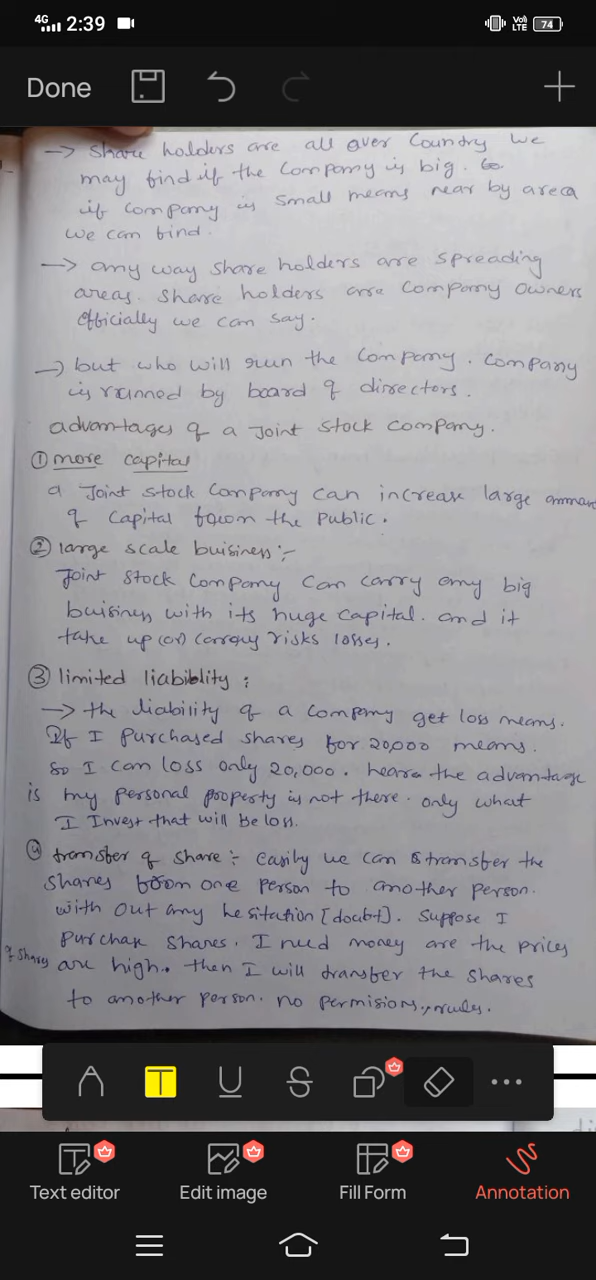 4G 2:39 Vo) LTE 74
Done
-> Share holders are all over Country we
may find if the Company is big.
if company is small means near by area
we can find.
-> any way share holders are spreading
areas. Share holders are Company owners
officially we can say.
-> but who will run the Company. Company
is runned by board of directors.
advantages of a Joint Stock Company.
① more capital
a Joint stock Company can increase large
of Capital from the Public.
② large scale buisiness :-
Joint Stock Company Can carry any big
buisiness with its huge capital. and it
take up (or) carray risks losses.
③ limited liabiblity :
-> the liability of a Company get loss means.
If I purchased shares for 20,000 means.
so I can loss only 20,000. heare the advantage
is my personal property is not there. only what
I Invest that will be loss.
④ transfer of share :- easily we can transfer the
shares from one person to another person.
with out any hesitation [doubt]. Suppose I
purchase shares. I need money are the prices
of shares are high. then I will transfer the shares
to another person. no permisions, rules.
Text editor
Edit image
Fill Form
Annotation